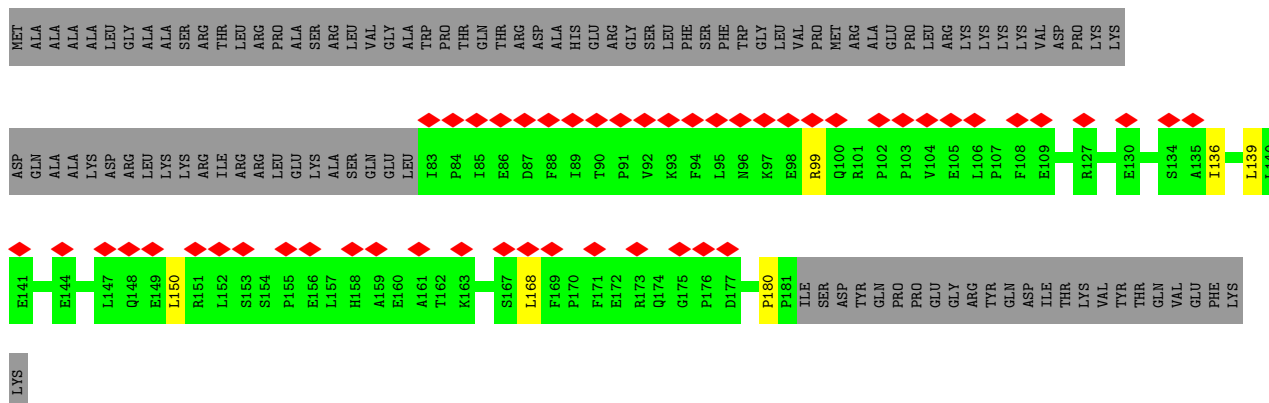 MET ALA ALA ALA ALA LEU GLY ALA ALA SER ARG THR LEU ARG PRO ALA SER ARG LEU VAL GLY ALA TRP PRO THR GLN THR ARG ASP ALA HIS GLU ARG GLY SER LEU PHE SER PHE TRP GLY LEU VAL PRO MET ARG ALA GLU PRO LEU ARG LYS LYS LYS LYS VAL ASP PRO LYS LYS
ASP GLN ALA ALA LYS ASP ARG LEU LYS LYS ARG ILE ARG ARG LEU GLU LYS ALA SER GLN GLU LEU I83 P84 I85 E86 D87 F88 I89 T90 P91 V92 K93 F94 L95 N96 K97 E98 R99 Q100 R101 P102 P103 V104 E105 L106 P107 F108 E109 R127 E130 S134 A135 I136 L139 L140
E141 E144 L147 Q148 E149 L150 R151 L152 S153 S154 P155 E156 L157 H158 A159 E160 A161 T162 K163 S167 L168 F169 P170 F171 E172 R173 Q174 G175 P176 D177 P180 P181 ILE SER ASP TYR GLN PRO PRO GLU GLY ARG TYR GLN ASP ILE THR LYS VAL TYR THR GLN VAL GLU PHE LYS
LYS